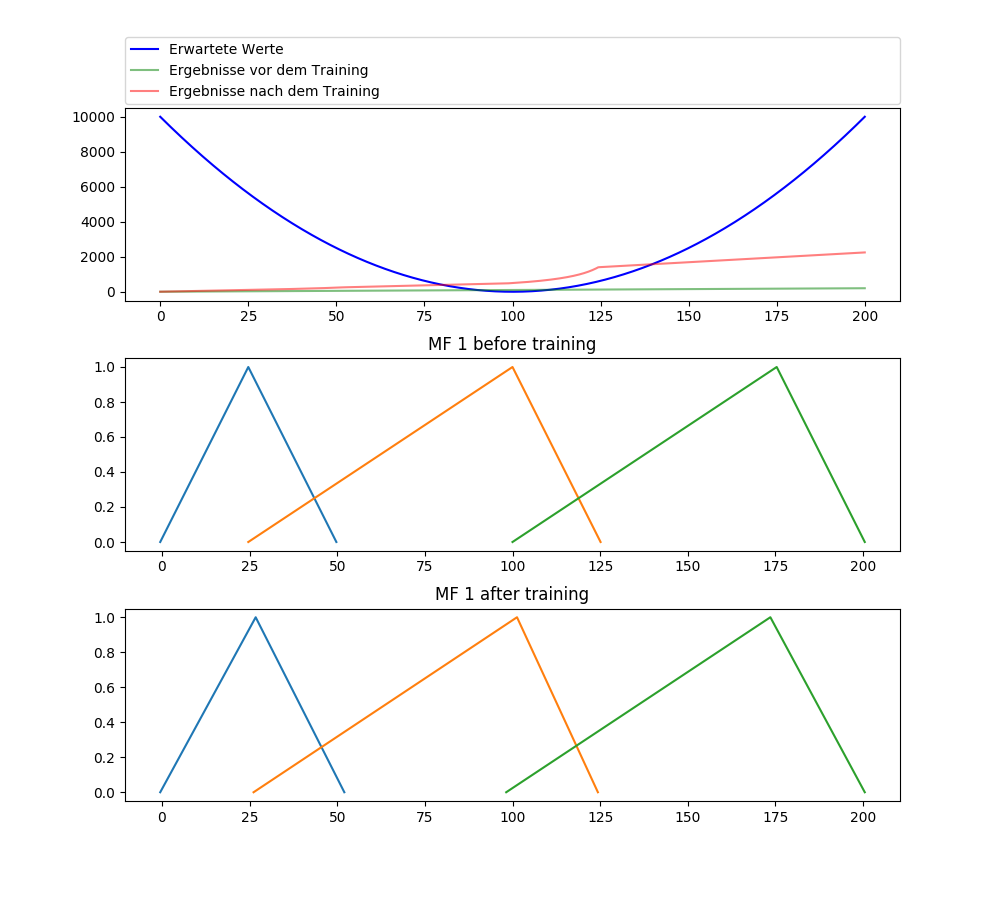 Erwartete Werte
Ergebnisse vor dem Training
Ergebnisse nach dem Training
10000
8000
6000
4000
2000
0
0 25 50 75 100 125 150 175 200
MF 1 before training
1.0
0.8
0.6
0.4
0.2
0.0
0 25 50 75 100 125 150 175 200
MF 1 after training
1.0
0.8
0.6
0.4
0.2
0.0
0 25 50 75 100 125 150 175 200